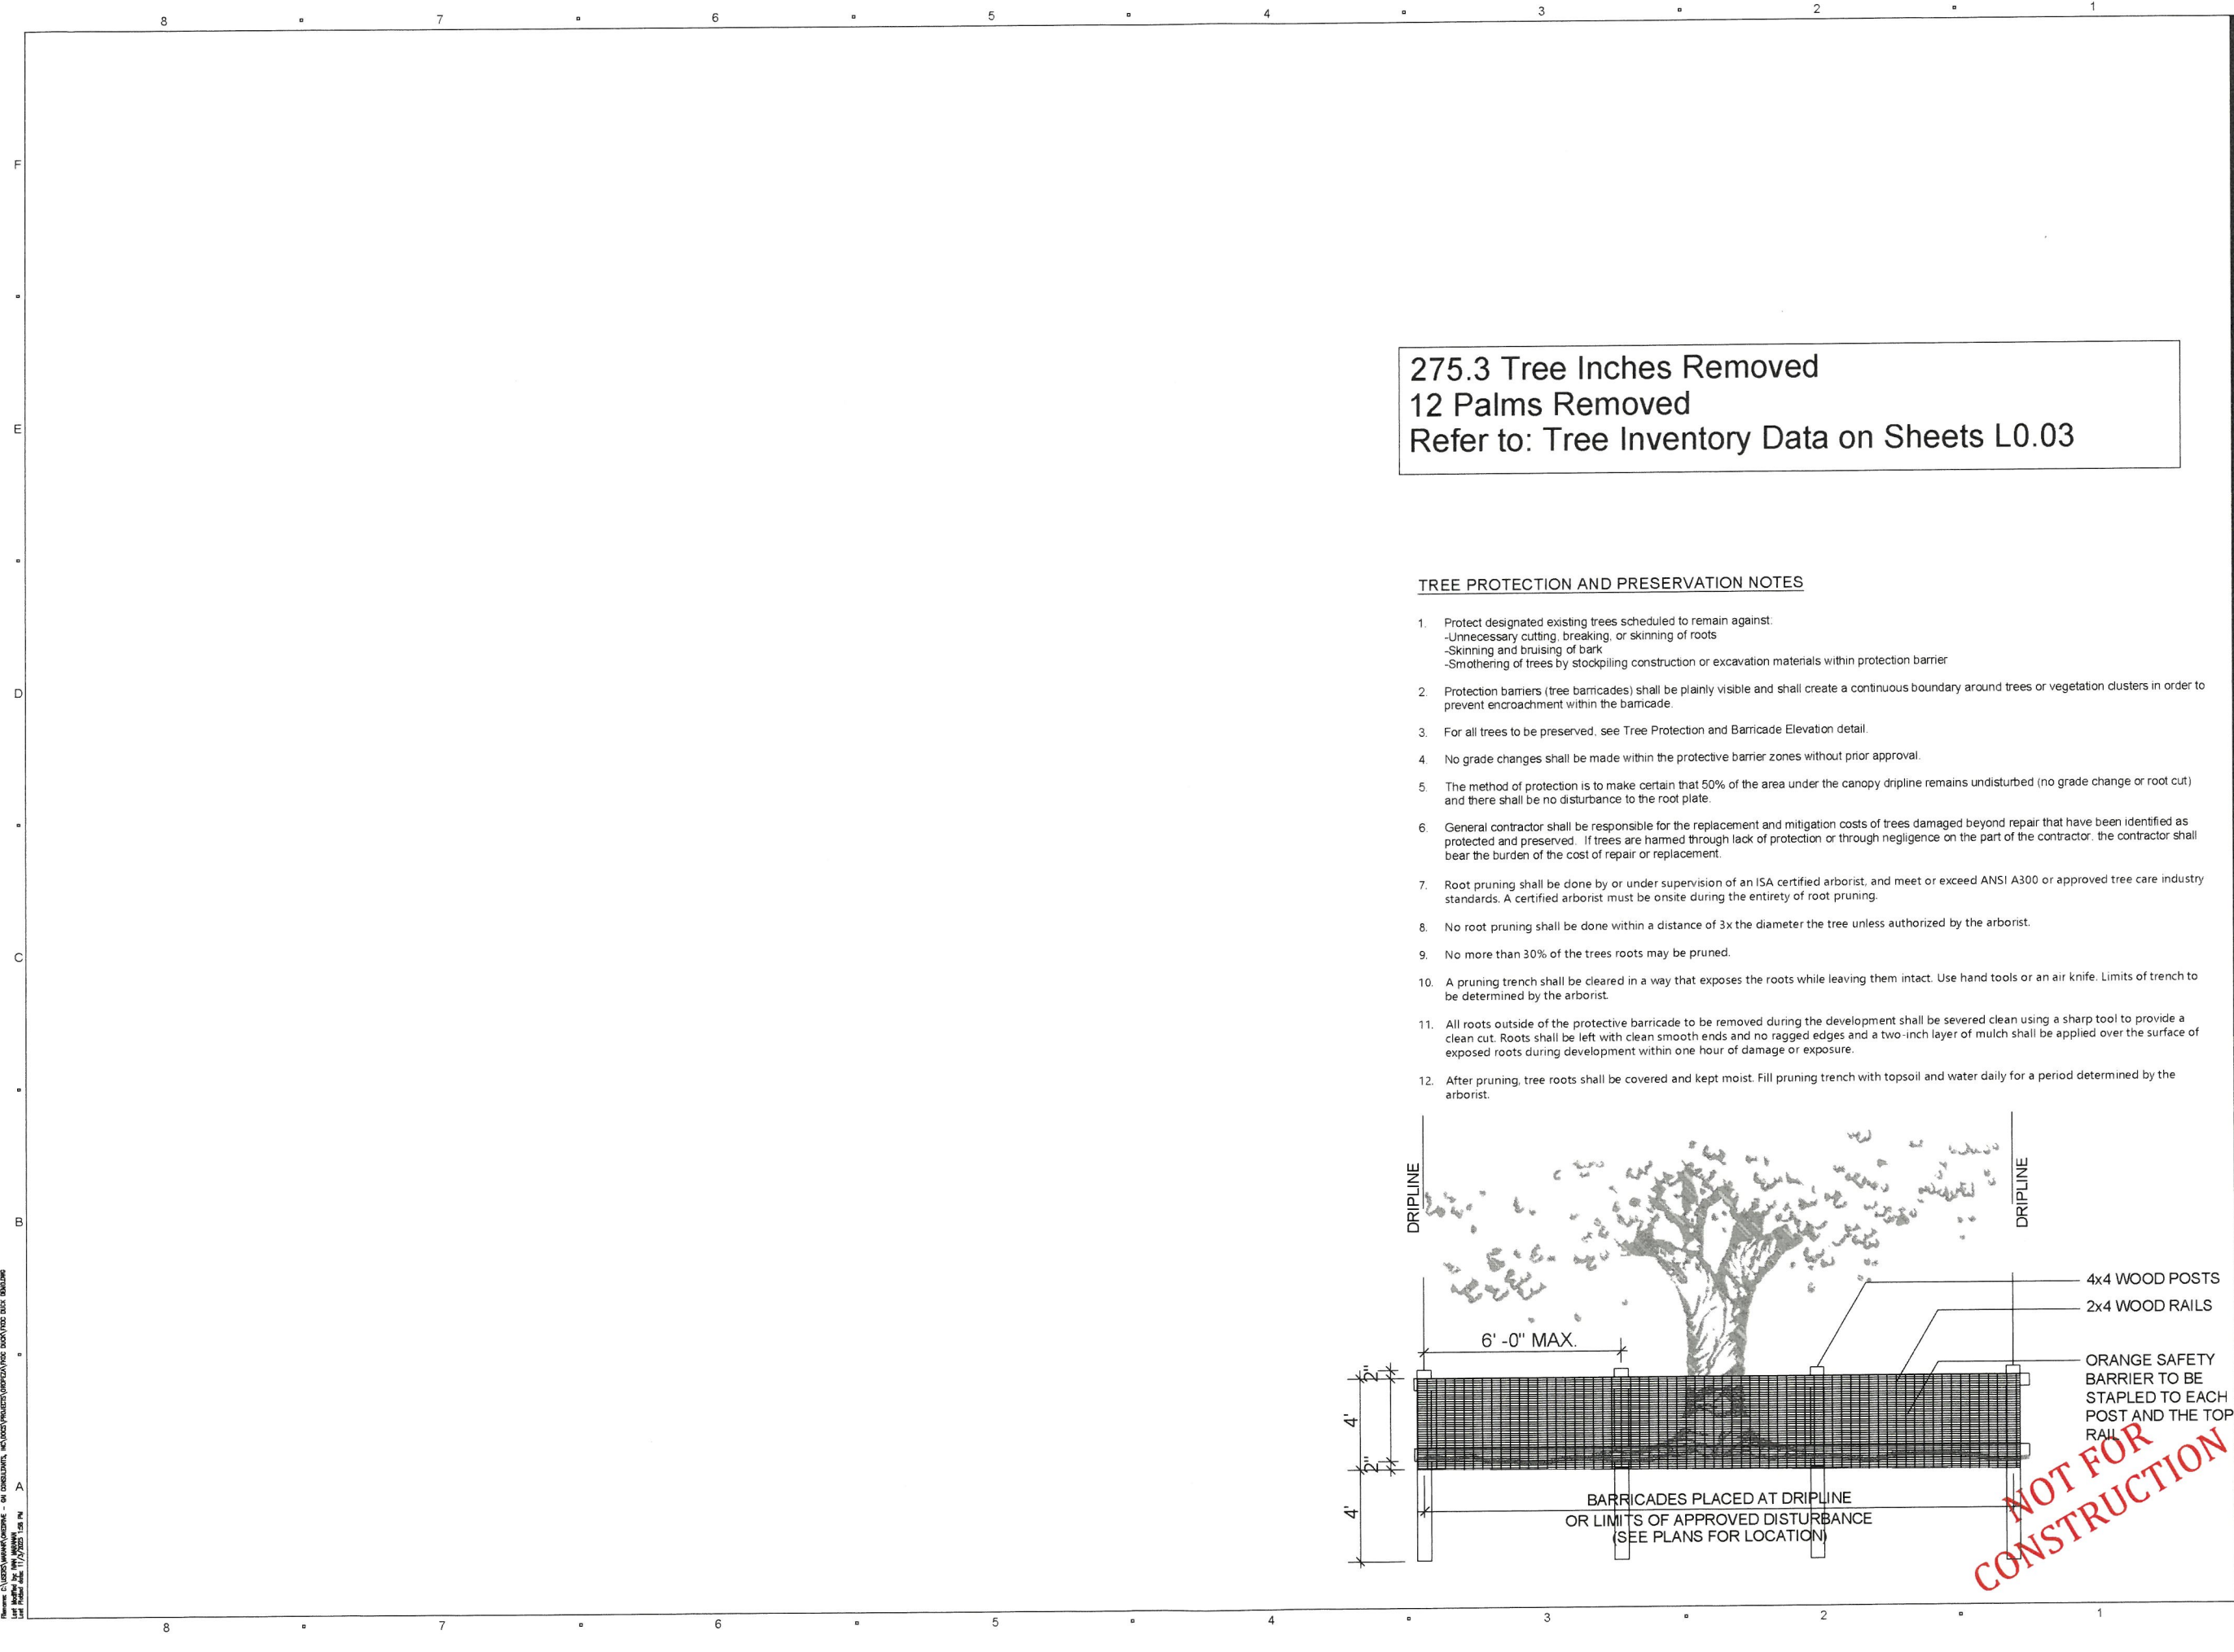 8 7 6 5 4 3 2 1
F
E
D
C
B
A
275.3 Tree Inches Removed
12 Palms Removed
Refer to: Tree Inventory Data on Sheets L0.03
TREE PROTECTION AND PRESERVATION NOTES
1. Protect designated existing trees scheduled to remain against:
-Unnecessary cutting, breaking, or skinning of roots
-Skinning and bruising of bark
-Smothering of trees by stockpiling construction or excavation materials within protection barrier
2. Protection barriers (tree barricades) shall be plainly visible and shall create a continuous boundary around trees or vegetation clusters in order to
prevent encroachment within the barricade.
3. For all trees to be preserved, see Tree Protection and Barricade Elevation detail.
4. No grade changes shall be made within the protective barrier zones without prior approval.
5. The method of protection is to make certain that 50% of the area under the canopy dripline remains undisturbed (no grade change or root cut)
and there shall be no disturbance to the root plate.
6. General contractor shall be responsible for the replacement and mitigation costs of trees damaged beyond repair that have been identified as
protected and preserved. If trees are harmed through lack of protection or through negligence on the part of the contractor, the contractor shall
bear the burden of the cost of repair or replacement.
7. Root pruning shall be done by or under supervision of an ISA certified arborist, and meet or exceed ANSI A300 or approved tree care industry
standards. A certified arborist must be onsite during the entirety of root pruning.
8. No root pruning shall be done within a distance of 3x the diameter the tree unless authorized by the arborist.
9. No more than 30% of the trees roots may be pruned.
10. A pruning trench shall be cleared in a way that exposes the roots while leaving them intact. Use hand tools or an air knife. Limits of trench to
be determined by the arborist.
11. All roots outside of the protective barricade to be removed during the development shall be severed clean using a sharp tool to provide a
clean cut. Roots shall be left with clean smooth ends and no ragged edges and a two-inch layer of mulch shall be applied over the surface of
exposed roots during development within one hour of damage or exposure.
12. After pruning, tree roots shall be covered and kept moist. Fill pruning trench with topsoil and water daily for a period determined by the
arborist.
DRIPLINE
DRIPLINE
4x4 WOOD POSTS
2x4 WOOD RAILS
6' -0" MAX.
ORANGE SAFETY
BARRIER TO BE
STAPLED TO EACH
POST AND THE TOP
RAIL
2"
4'
2"
4'
BARRICADES PLACED AT DRIPLINE
OR LIMITS OF APPROVED DISTURBANCE
(SEE PLANS FOR LOCATION)
NOT FOR
CONSTRUCTION
8 7 6 5 4 3 2 1